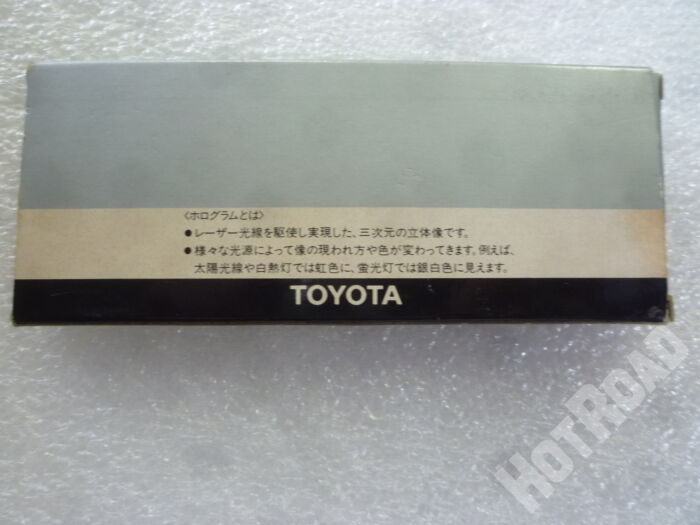 〈ホログラムとは〉
●レーザー光線を駆使し実現した、三次元の立体像です。
●様々な光源によって像の現われ方や色が変わってきます。例えば、
太陽光線や白熱灯では虹色に、蛍光灯では銀白色に見えます。
TOYOTA
HOTROAD